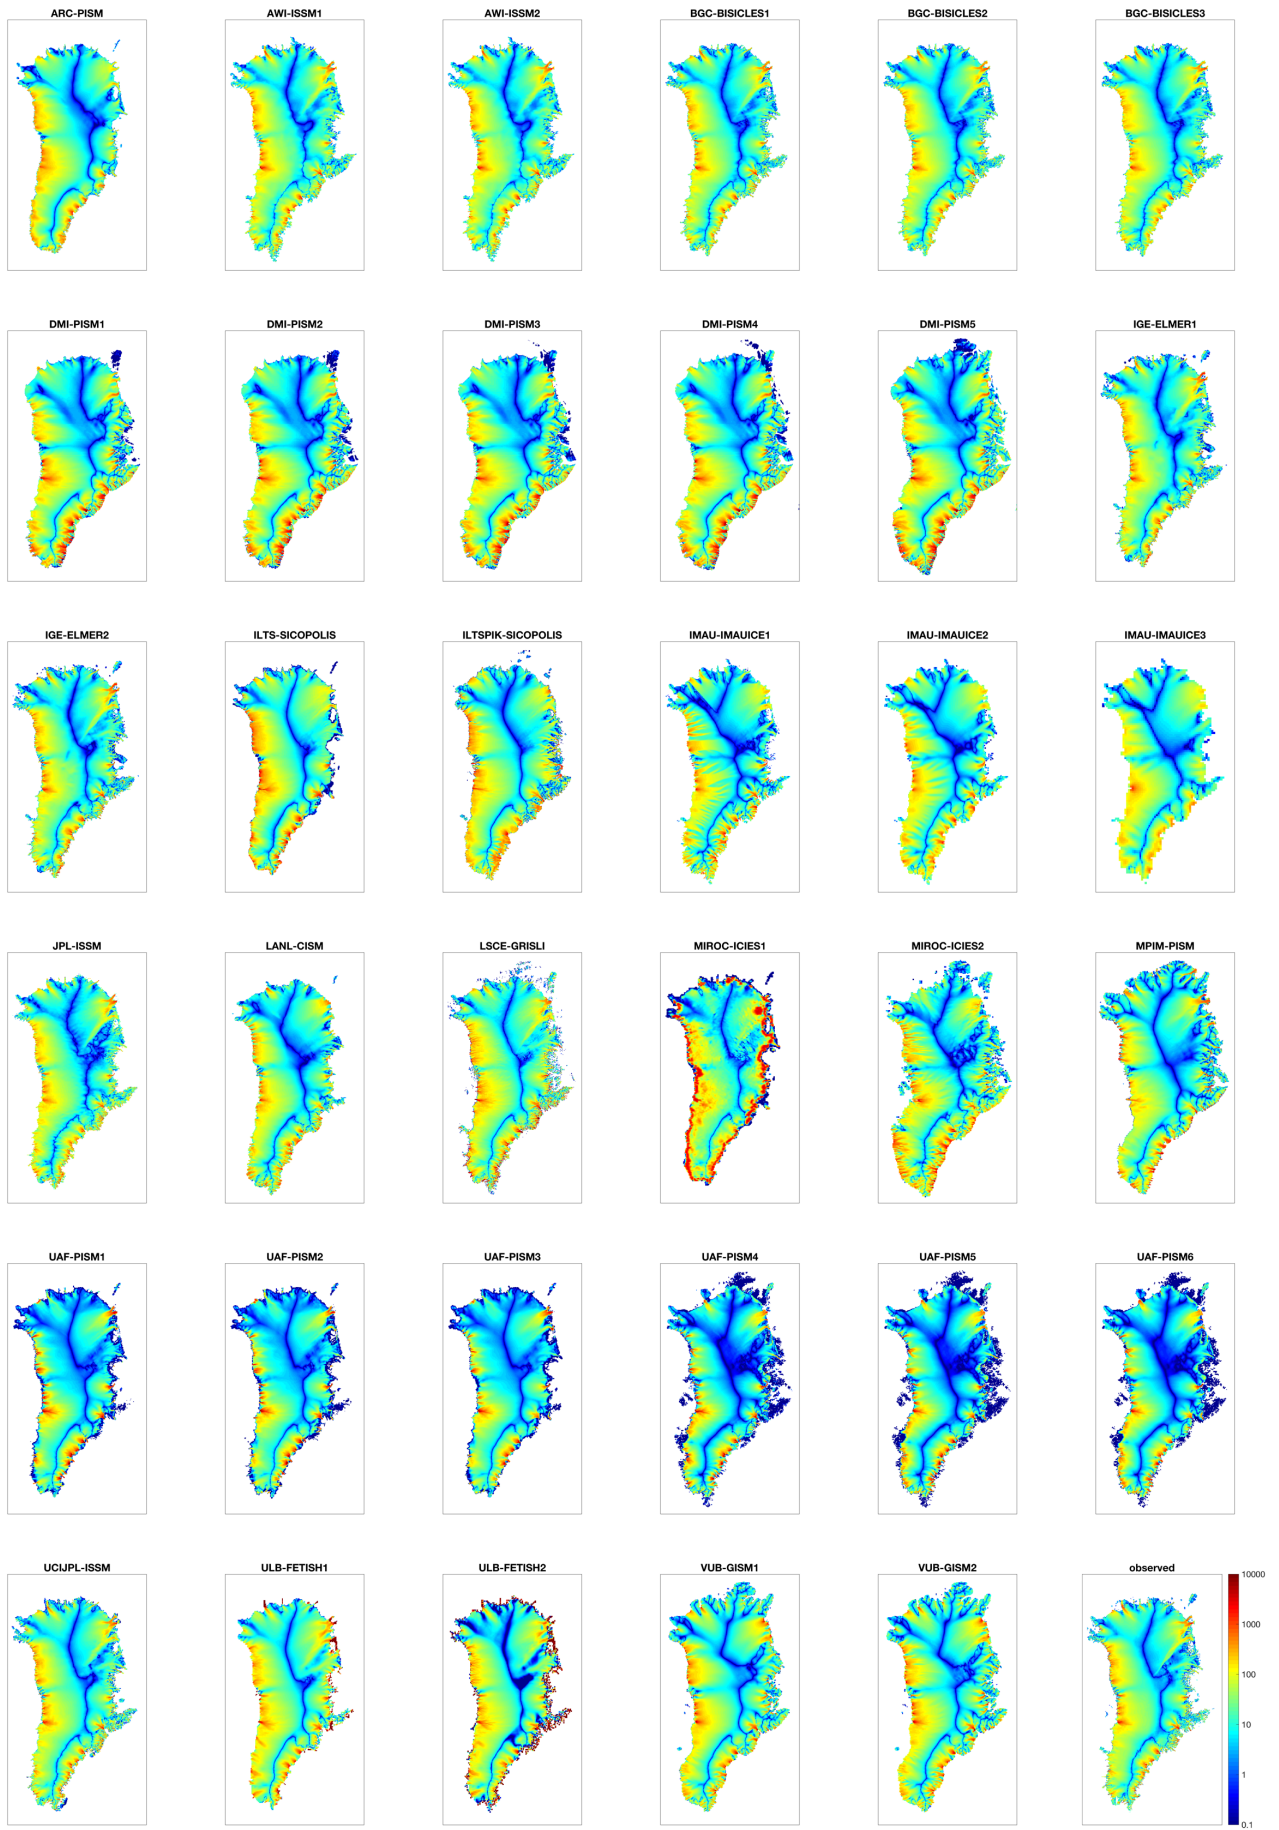 ARC-PISM AWI-ISSM1 AWI-ISSM2 BGC-BISICLES1 BGC-BISICLES2 BGC-BISICLES3
DMI-PISM1 DMI-PISM2 DMI-PISM3 DMI-PISM4 DMI-PISM5 IGE-ELMER1
IGE-ELMER2 ILTS-SICOPOLIS ILTSPIK-SICOPOLIS IMAU-IMAUICE1 IMAU-IMAUICE2 IMAU-IMAUICE3
JPL-ISSM LANL-CISM LSCE-GRISLI MIROC-ICIES1 MIROC-ICIES2 MPIM-PISM
UAF-PISM1 UAF-PISM2 UAF-PISM3 UAF-PISM4 UAF-PISM5 UAF-PISM6
UCIJPL-ISSM ULB-FETISH1 ULB-FETISH2 VUB-GISM1 VUB-GISM2 observed
10000
1000
100
10
1
0.1